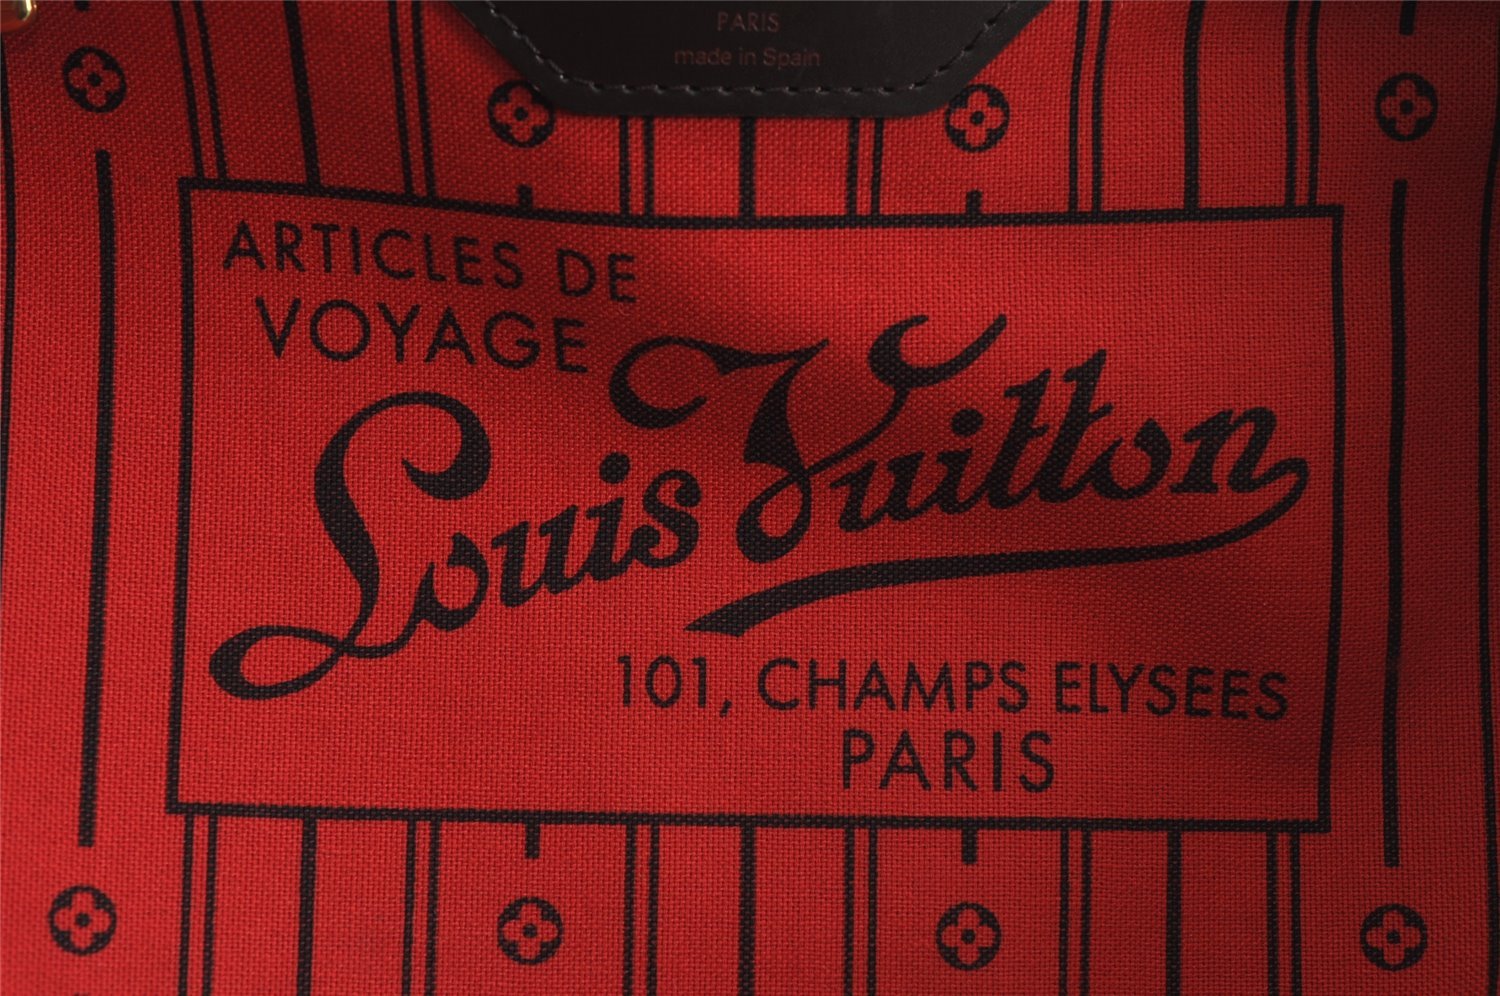 PARIS
made in Spain
ARTICLES DE
VOYAGE
Louis Vuitton
101, CHAMPS ELYSEES
PARIS